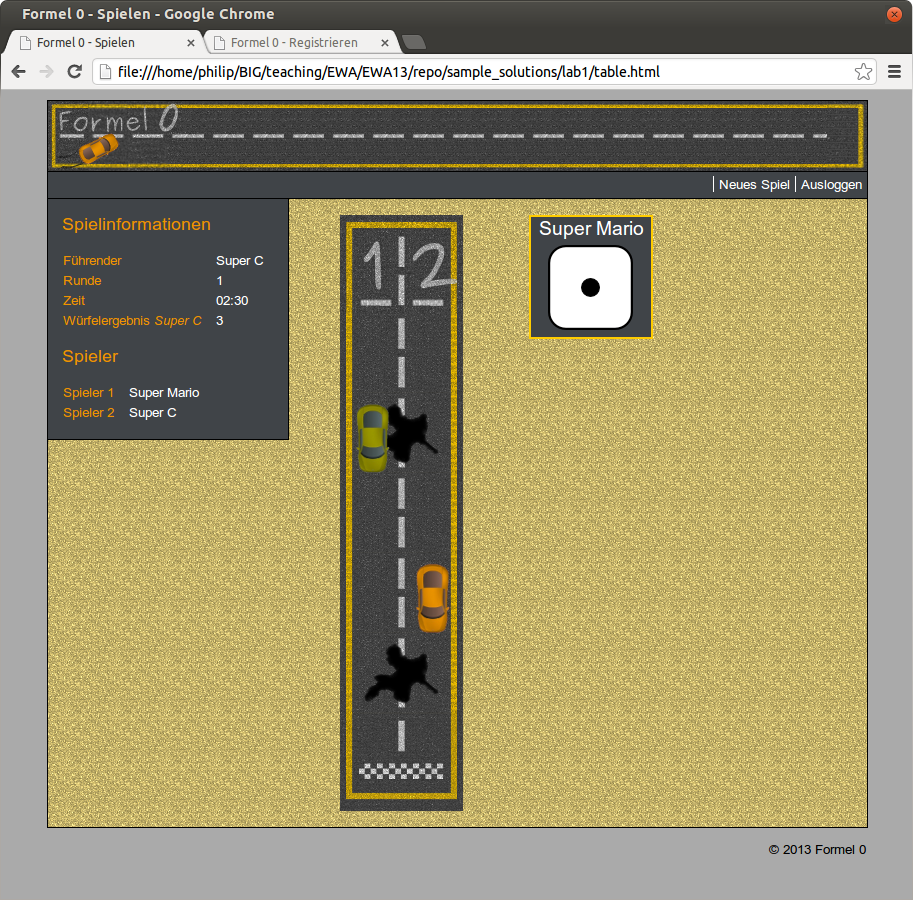 Formel 0 - Spielen - Google Chrome
Formel 0 - Spielen
Formel 0 - Registrieren
file:///home/philip/BIG/teaching/EWA/EWA13/repo/sample_solutions/lab1/table.html
Formel 0
Neues Spiel
Ausloggen
Spielinformationen
Führender Super C
Runde 1
Zeit 02:30
Würfelergebnis Super C 3
Spieler
Spieler 1 Super Mario
Spieler 2 Super C
1 2
Super Mario
© 2013 Formel 0